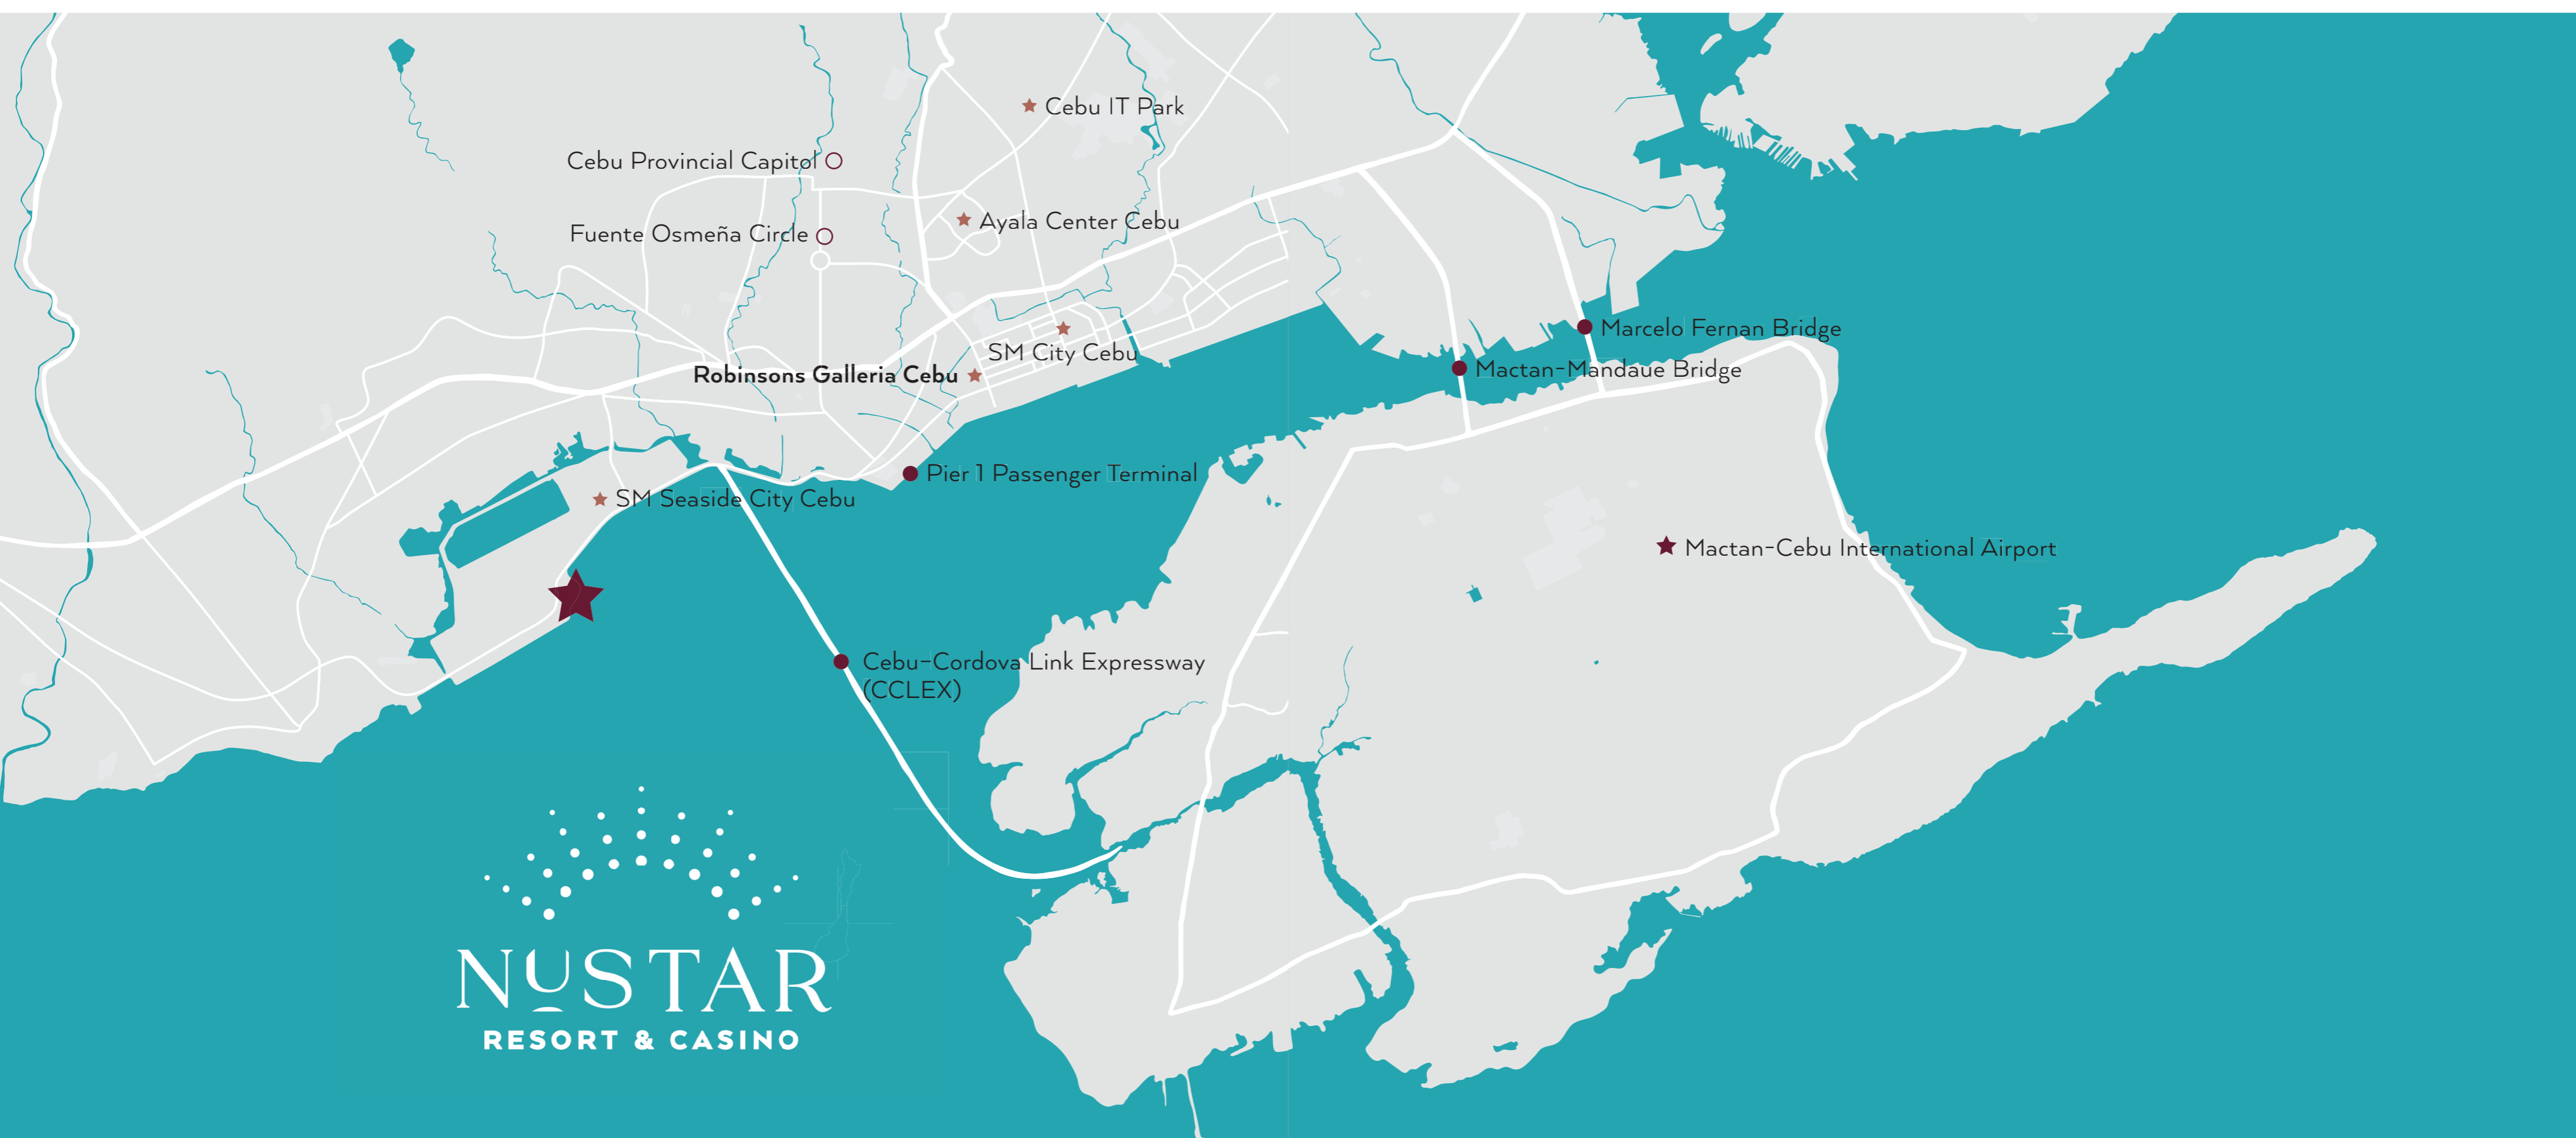 Cebu IT Park
Cebu Provincial Capitol
Ayala Center Cebu
Fuente Osmeña Circle
Marcelo Fernan Bridge
SM City Cebu
Mactan-Mandaue Bridge
Robinsons Galleria Cebu
Pier 1 Passenger Terminal
SM Seaside City Cebu
Mactan-Cebu International Airport
Cebu-Cordova Link Expressway
(CCLEX)
NUSTAR
RESORT & CASINO